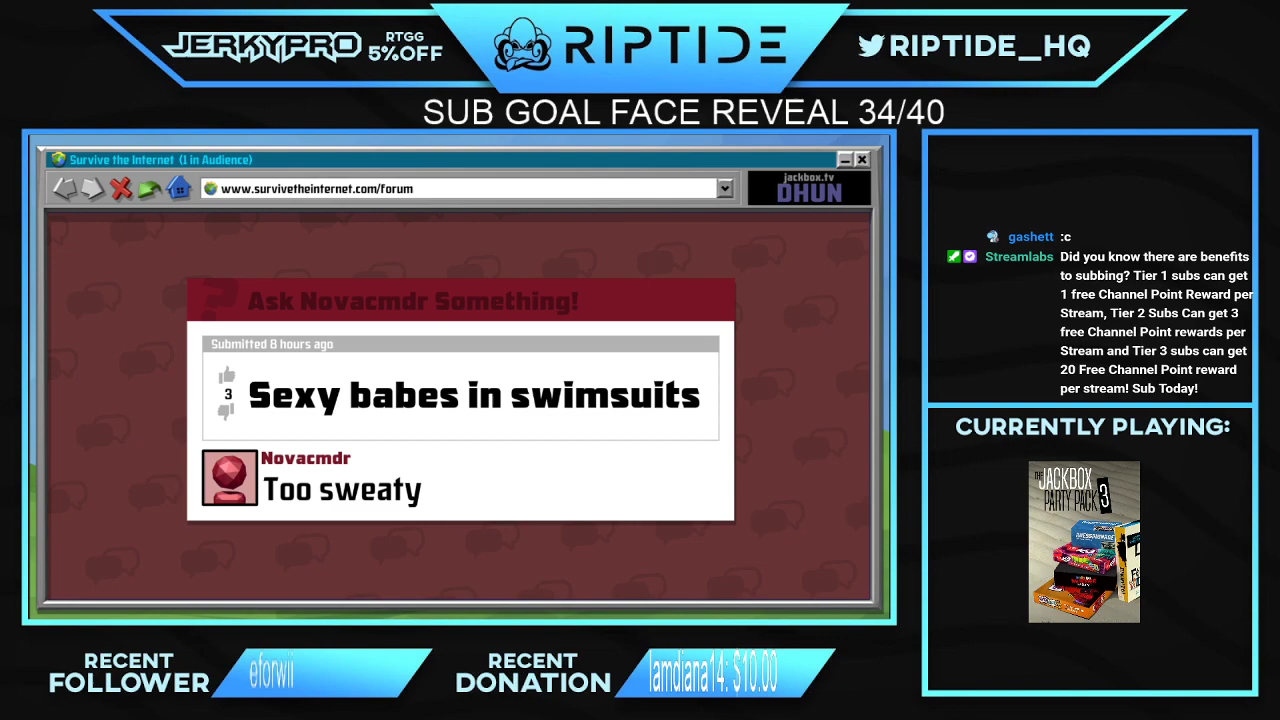 JERKYPRO
RTGG
5%OFF
RIPTIDE
RIPTIDE_HQ
SUB GOAL FACE REVEAL 34/40
Survive the Internet (1 in Audience)
www.survivetheinternet.com/forum
jackbox.tv
DHUN
Ask Novacmdr Something!
Submitted 8 hours ago
3
Sexy babes in swimsuits
Novacmdr
Too sweaty
gashett :c
Streamlabs Did you know there are benefits
to subbing? Tier 1 subs can get
1 free Channel Point Reward per
Stream, Tier 2 Subs Can get 3
free Channel Point rewards per
Stream and Tier 3 subs can get
20 Free Channel Point reward
per stream! Sub Today!
CURRENTLY PLAYING:
THE JACKBOX
PARTY PACK 3
RECENT
FOLLOWER
eforwii
RECENT
DONATION
lamdiana14: $10.00